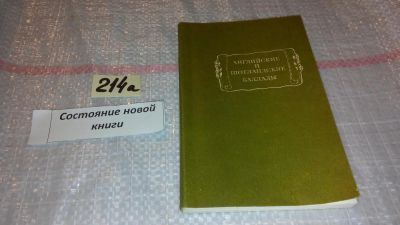 214а
Состояние новой
книги
АНГЛИЙСКИЕ
И
ШОТЛАНДСКИЕ
БАЛЛАДЫ